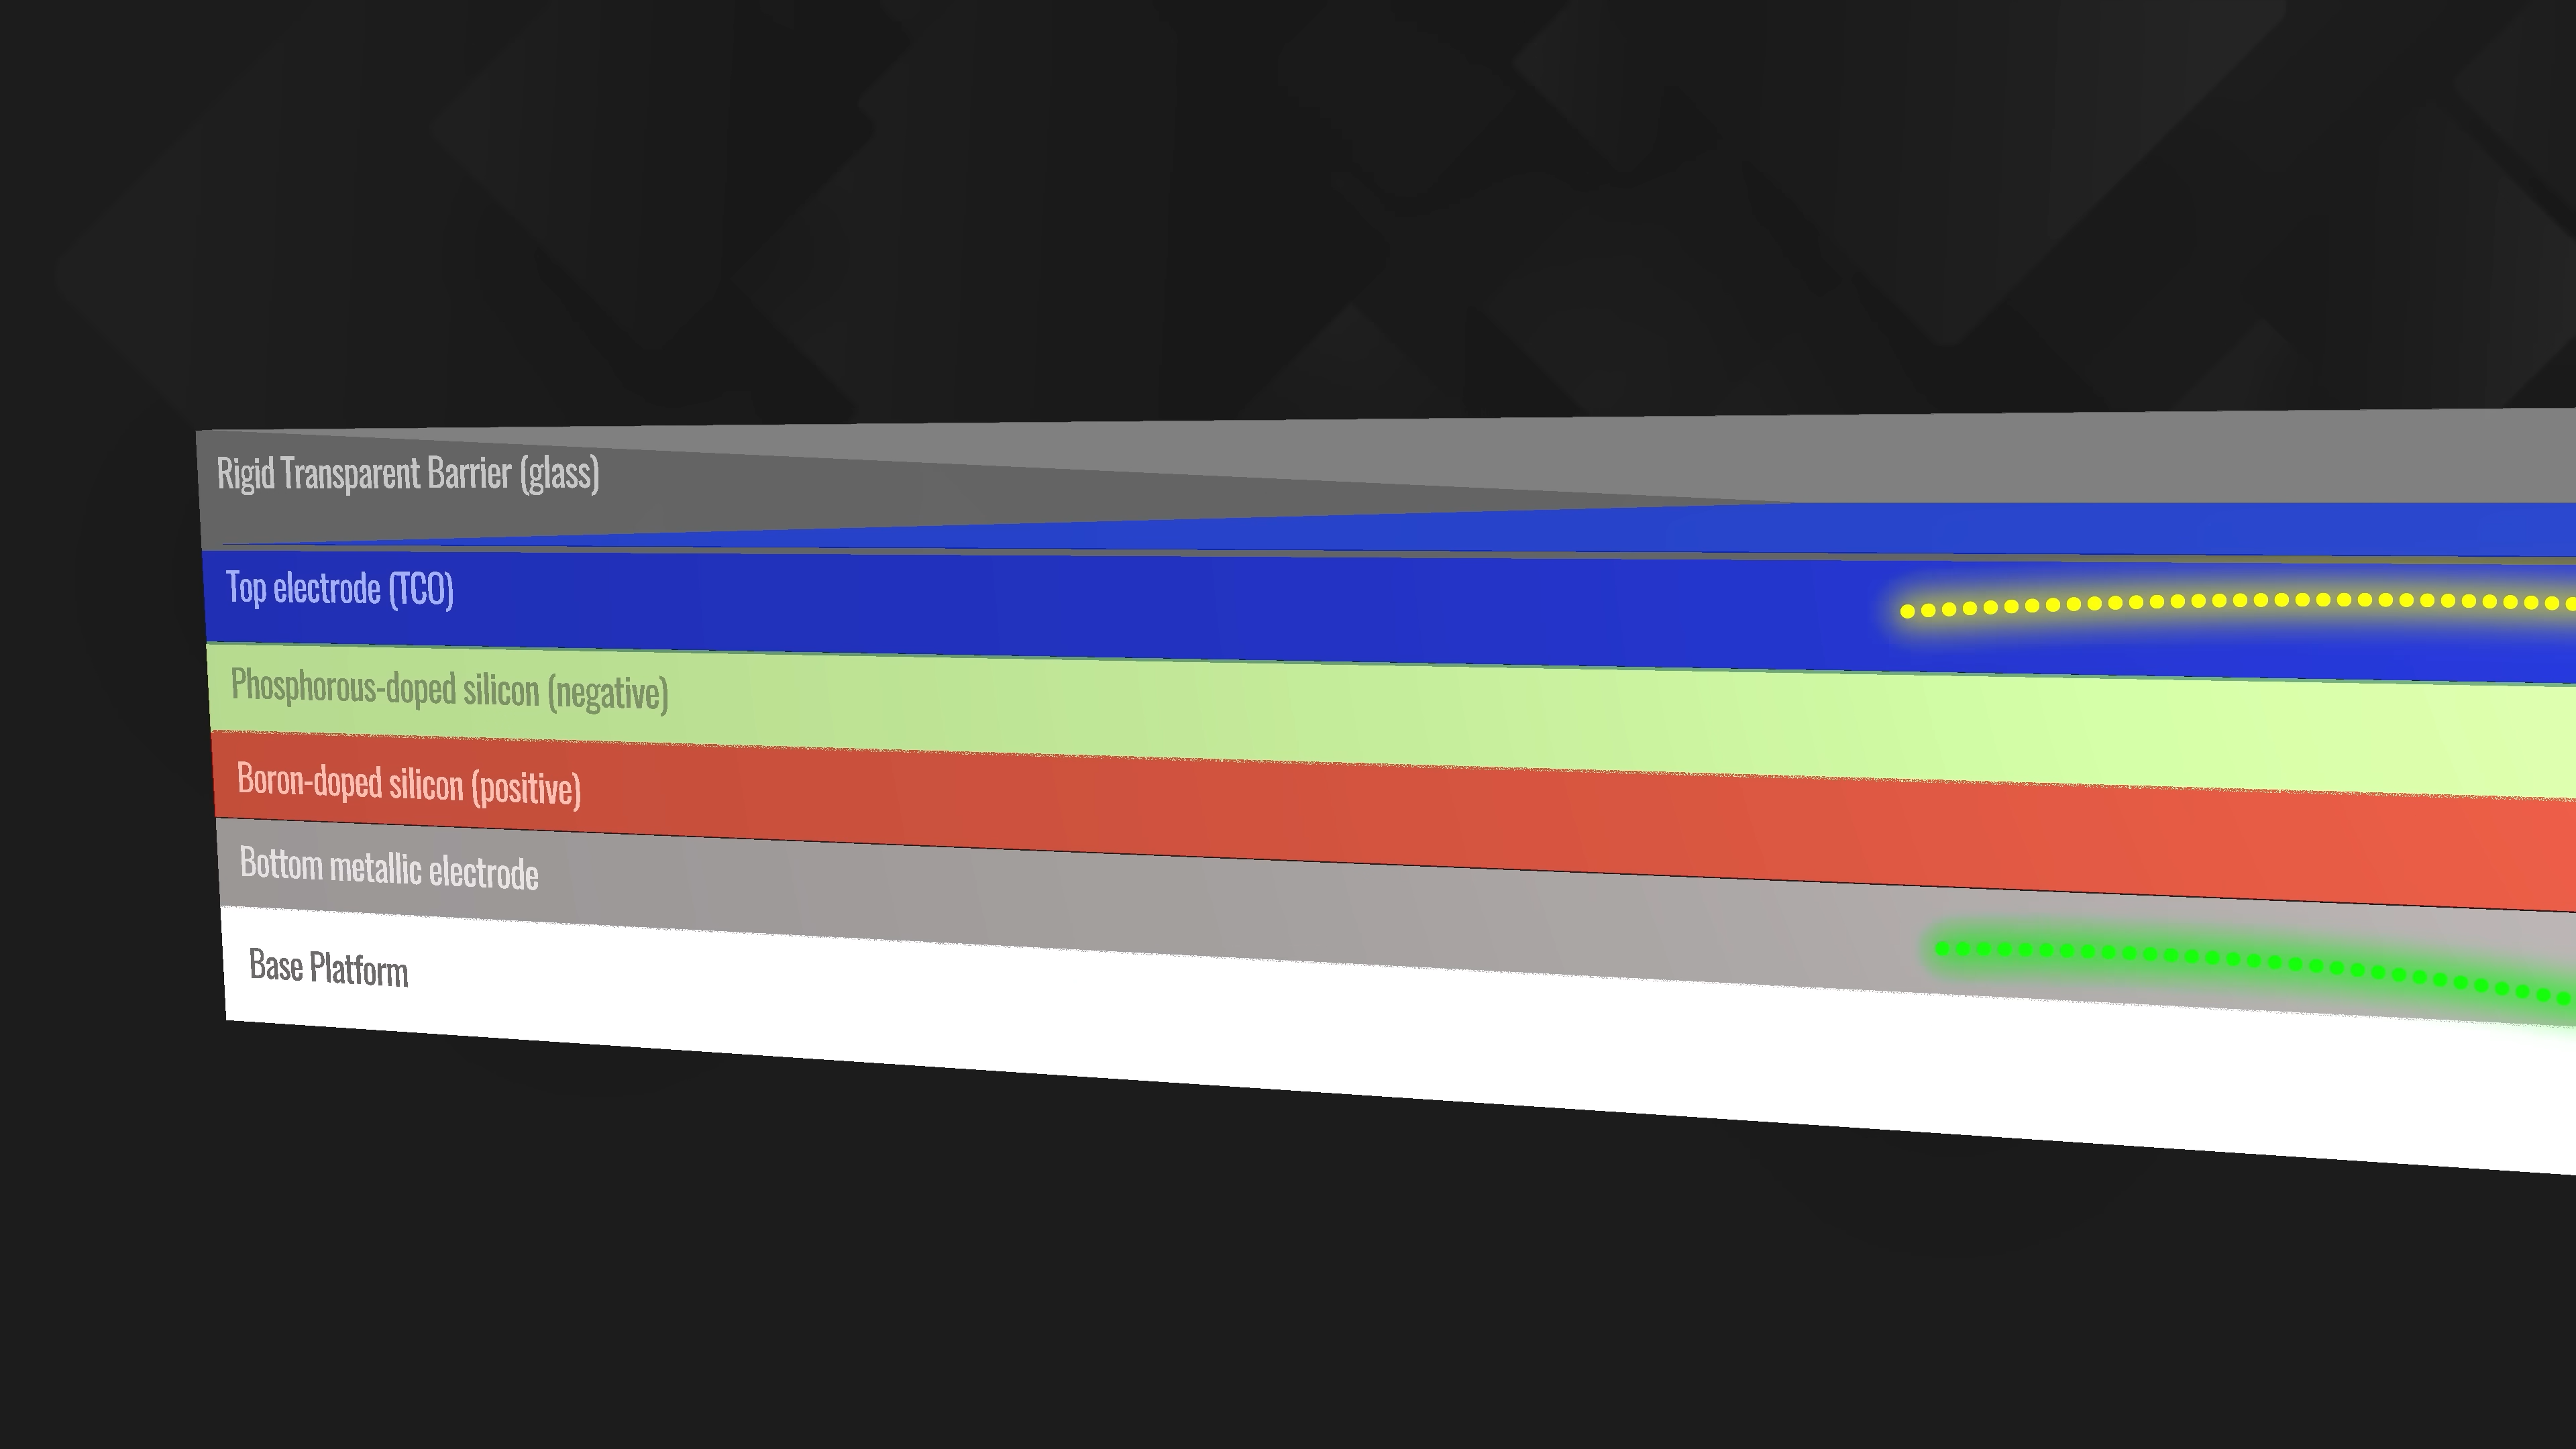 Rigid Transparent Barrier (glass)
Top electrode (TCO)
Phosphorous-doped silicon (negative)
Boron-doped silicon (positive)
Bottom metallic electrode
Base Platform